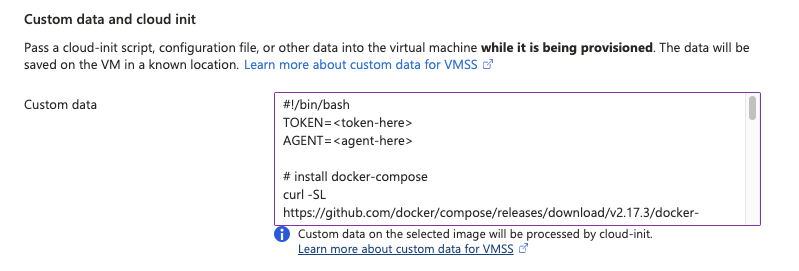 Custom data and cloud init
Pass a cloud-init script, configuration file, or other data into the virtual machine while it is being provisioned. The data will be
saved on the VM in a known location. Learn more about custom data for VMSS
Custom data
#!/bin/bash
TOKEN=<token-here>
AGENT=<agent-here>
# install docker-compose
curl -SL
https://github.com/docker/compose/releases/download/v2.17.3/docker-
Custom data on the selected image will be processed by cloud-init.
Learn more about custom data for VMSS